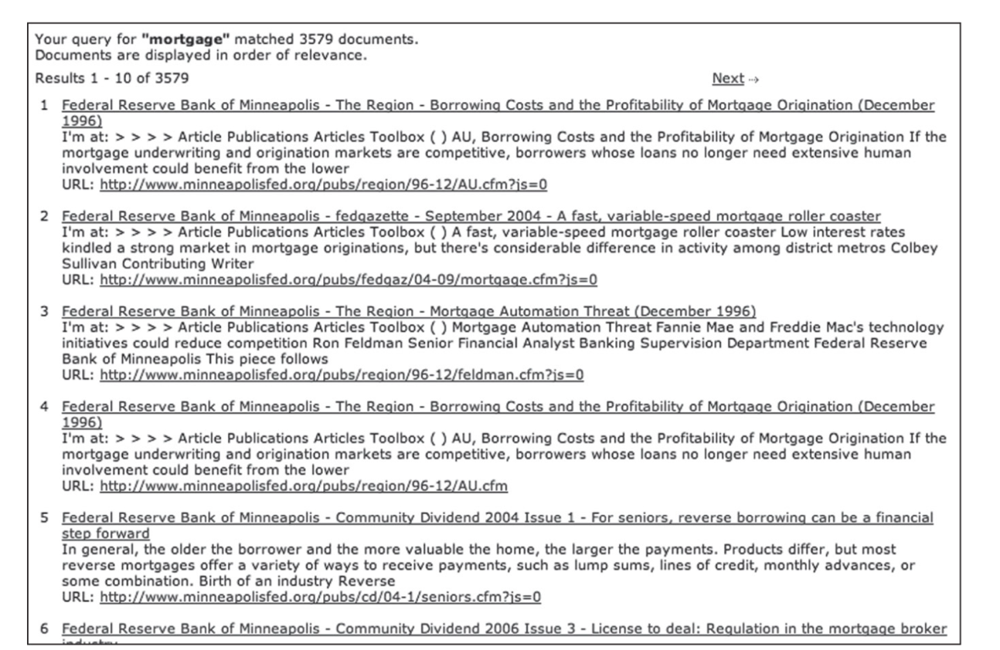 Your query for "mortgage" matched 3579 documents.
Documents are displayed in order of relevance.
Results 1 - 10 of 3579 Next ⇢
1 Federal Reserve Bank of Minneapolis - The Region - Borrowing Costs and the Profitability of Mortgage Origination (December
1996)
I'm at: > > > > Article Publications Articles Toolbox ( ) AU, Borrowing Costs and the Profitability of Mortgage Origination If the
mortgage underwriting and origination markets are competitive, borrowers whose loans no longer need extensive human
involvement could benefit from the lower
URL: http://www.minneapolisfed.org/pubs/region/96-12/AU.cfm?js=0
2 Federal Reserve Bank of Minneapolis - fedgazette - September 2004 - A fast, variable-speed mortgage roller coaster
I'm at: > > > > Article Publications Articles Toolbox ( ) A fast, variable-speed mortgage roller coaster Low interest rates
kindled a strong market in mortgage originations, but there's considerable difference in activity among district metros Colbey
Sullivan Contributing Writer
URL: http://www.minneapolisfed.org/pubs/fedgaz/04-09/mortgage.cfm?js=0
3 Federal Reserve Bank of Minneapolis - The Region - Mortgage Automation Threat (December 1996)
I'm at: > > > > Article Publications Articles Toolbox ( ) Mortgage Automation Threat Fannie Mae and Freddie Mac's technology
initiatives could reduce competition Ron Feldman Senior Financial Analyst Banking Supervision Department Federal Reserve
Bank of Minneapolis This piece follows
URL: http://www.minneapolisfed.org/pubs/region/96-12/feldman.cfm?js=0
4 Federal Reserve Bank of Minneapolis - The Region - Borrowing Costs and the Profitability of Mortgage Origination (December
1996)
I'm at: > > > > Article Publications Articles Toolbox ( ) AU, Borrowing Costs and the Profitability of Mortgage Origination If the
mortgage underwriting and origination markets are competitive, borrowers whose loans no longer need extensive human
involvement could benefit from the lower
URL: http://www.minneapolisfed.org/pubs/region/96-12/AU.cfm
5 Federal Reserve Bank of Minneapolis - Community Dividend 2004 Issue 1 - For seniors, reverse borrowing can be a financial
step forward
In general, the older the borrower and the more valuable the home, the larger the payments. Products differ, but most
reverse mortgages offer a variety of ways to receive payments, such as lump sums, lines of credit, monthly advances, or
some combination. Birth of an industry Reverse
URL: http://www.minneapolisfed.org/pubs/cd/04-1/seniors.cfm?js=0
6 Federal Reserve Bank of Minneapolis - Community Dividend 2006 Issue 3 - License to deal: Regulation in the mortgage broker